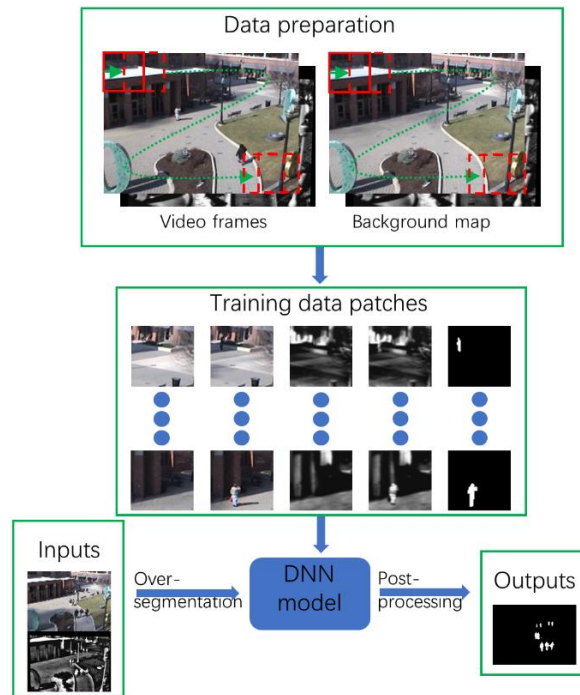 Data preparation
Video frames
Background map
Training data patches
Inputs
Over-
segmentation
DNN
model
Post-
processing
Outputs